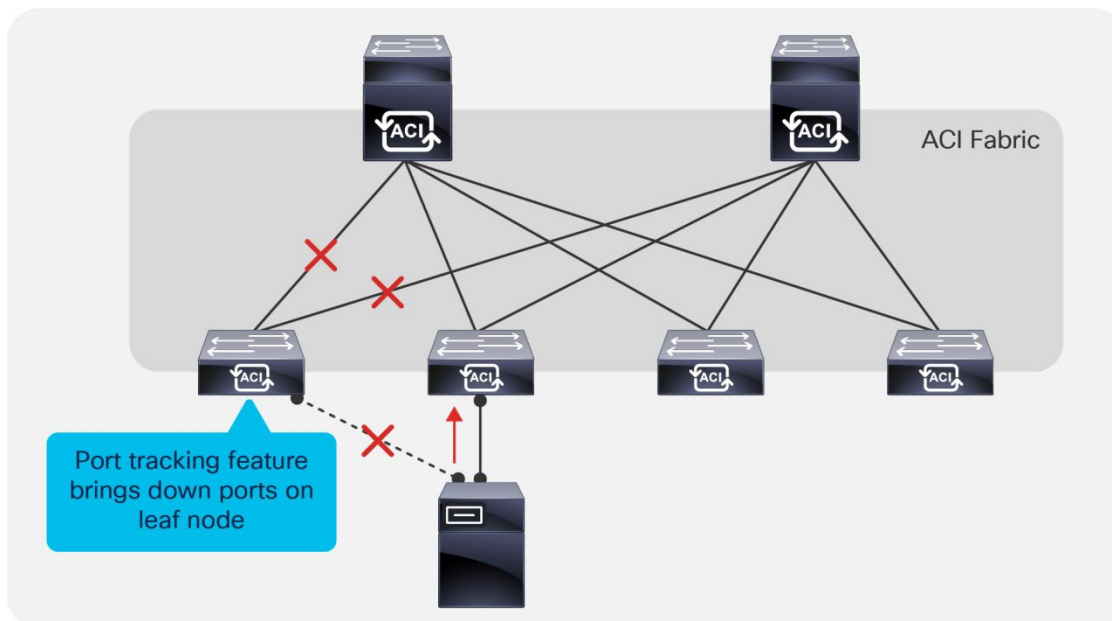 ACI
ACI
ACI Fabric
ACI
ACI
ACI
ACI
Port tracking feature
brings down ports on
leaf node